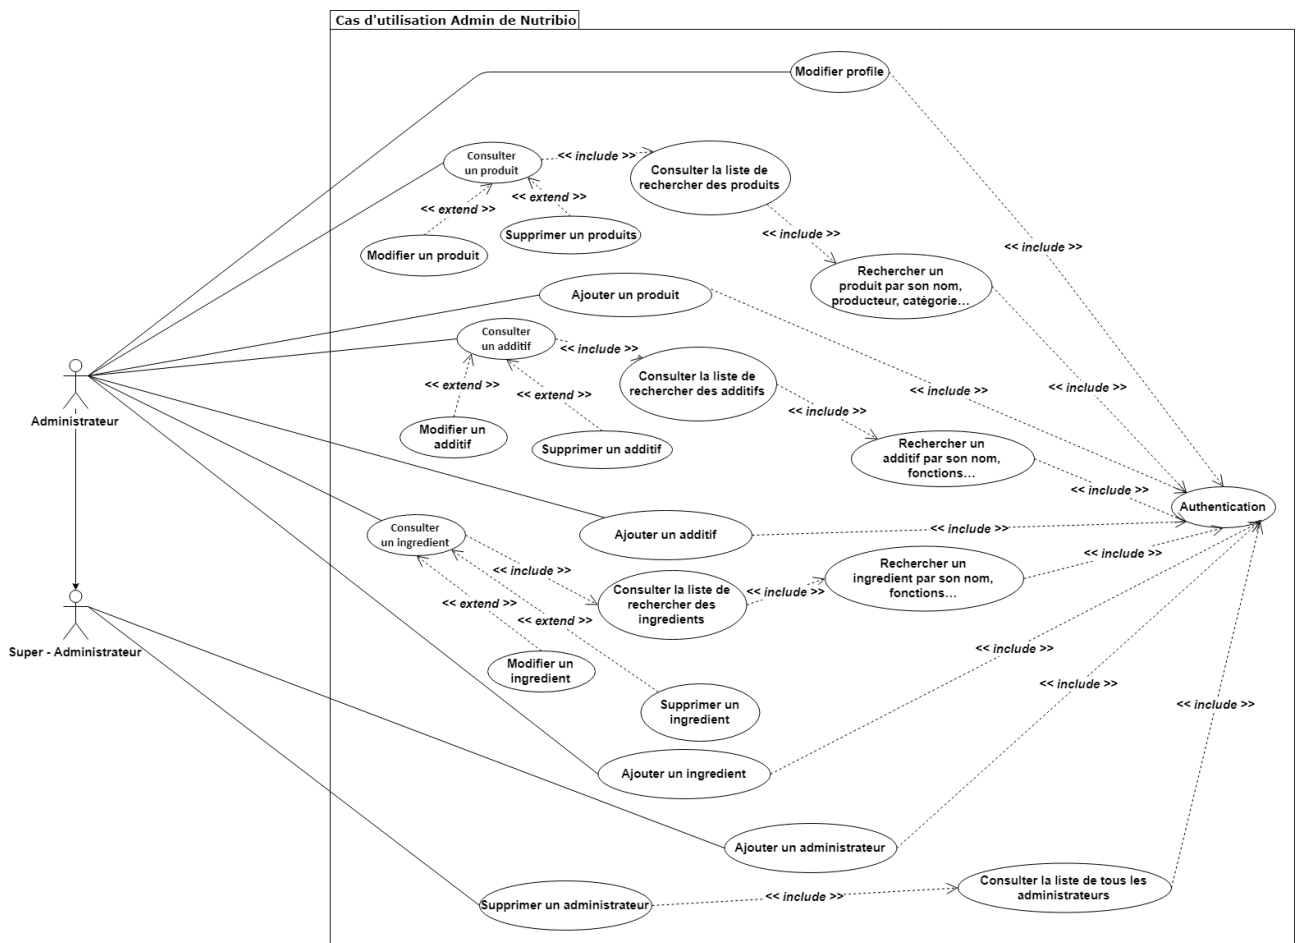 Cas d'utilisation Admin de Nutribio
Modifier profile
Consulter
un produit
<< include >>
Consulter la liste de
rechercher des produits
<< extend >>
<< extend >>
Modifier un produit
Supprimer un produits
<< include >>
<< include >>
Rechercher un
produit par son nom,
producteur, catégorie...
Ajouter un produit
Consulter
un additif
<< include >>
Consulter la liste de
rechercher des additifs
<< extend >>
<< extend >>
<< include >>
<< include >>
<< include >>
Administrateur
Modifier un
additif
Supprimer un additif
Rechercher un
additif par son nom,
fonctions...
<< include >>
Authentication
Ajouter un additif
<< include >>
Consulter
un ingredient
<< include >>
Consulter la liste de
rechercher des
ingredients
<< include >>
Rechercher un
ingredient par son nom,
fonctions...
<< include >>
<< extend >>
<< extend >>
Super - Administrateur
Modifier un
ingredient
<< include >>
<< include >>
Supprimer un
ingredient
<< include >>
Ajouter un ingredient
Ajouter un administrateur
Supprimer un administrateur
<< include >>
Consulter la liste de tous les
administrateurs